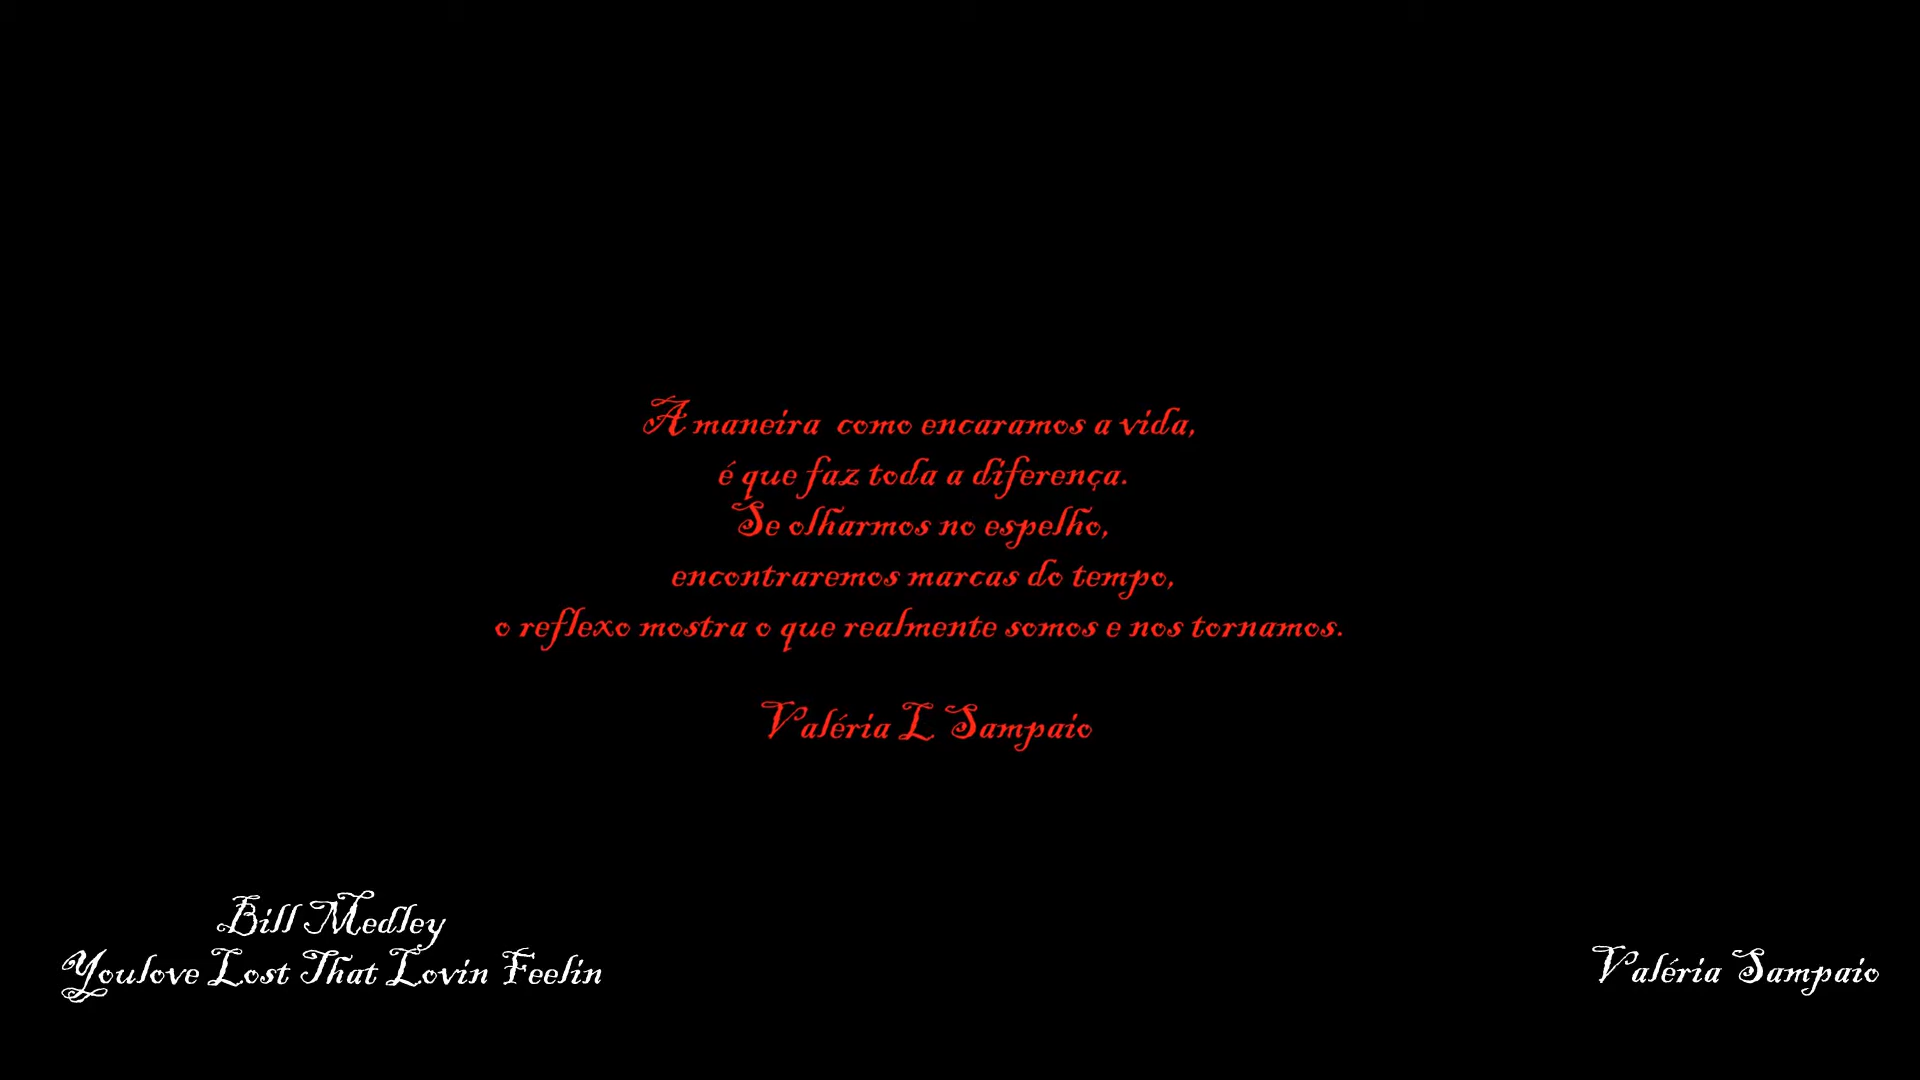 A maneira como encaramos a vida,
é que faz toda a diferença.
Se olharmos no espelho,
encontraremos marcas do tempo,
o reflexo mostra o que realmente somos e nos tornamos.
Valéria L Sampaio
Bill Medley
Youlove Lost That Lovin Feelin
Valéria Sampaio